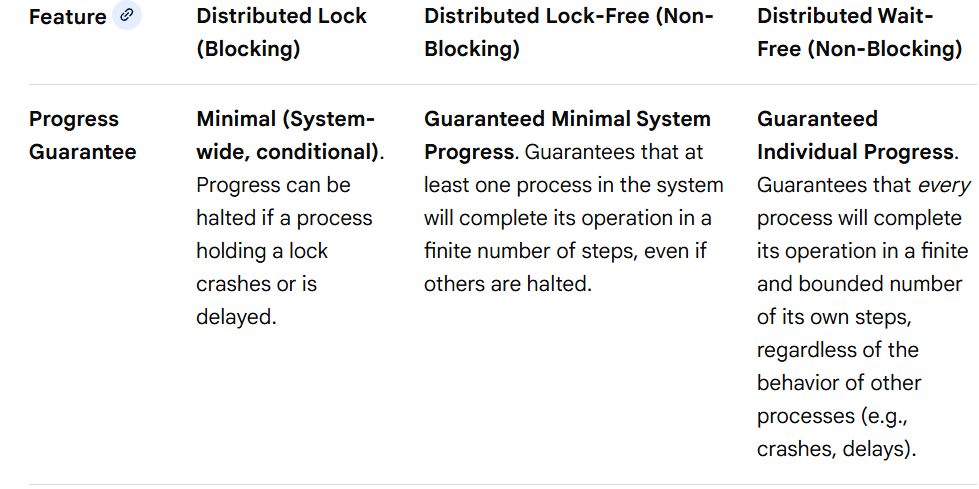 Feature
Distributed Lock
(Blocking)
Distributed Lock-Free (Non-
Blocking)
Distributed Wait-
Free (Non-Blocking)
Progress
Guarantee
Minimal (System-
wide, conditional).
Progress can be
halted if a process
holding a lock
crashes or is
delayed.
Guaranteed Minimal System
Progress. Guarantees that at
least one process in the system
will complete its operation in a
finite number of steps, even if
others are halted.
Guaranteed
Individual Progress.
Guarantees that every
process will complete
its operation in a finite
and bounded number
of its own steps,
regardless of the
behavior of other
processes (e.g.,
crashes, delays).